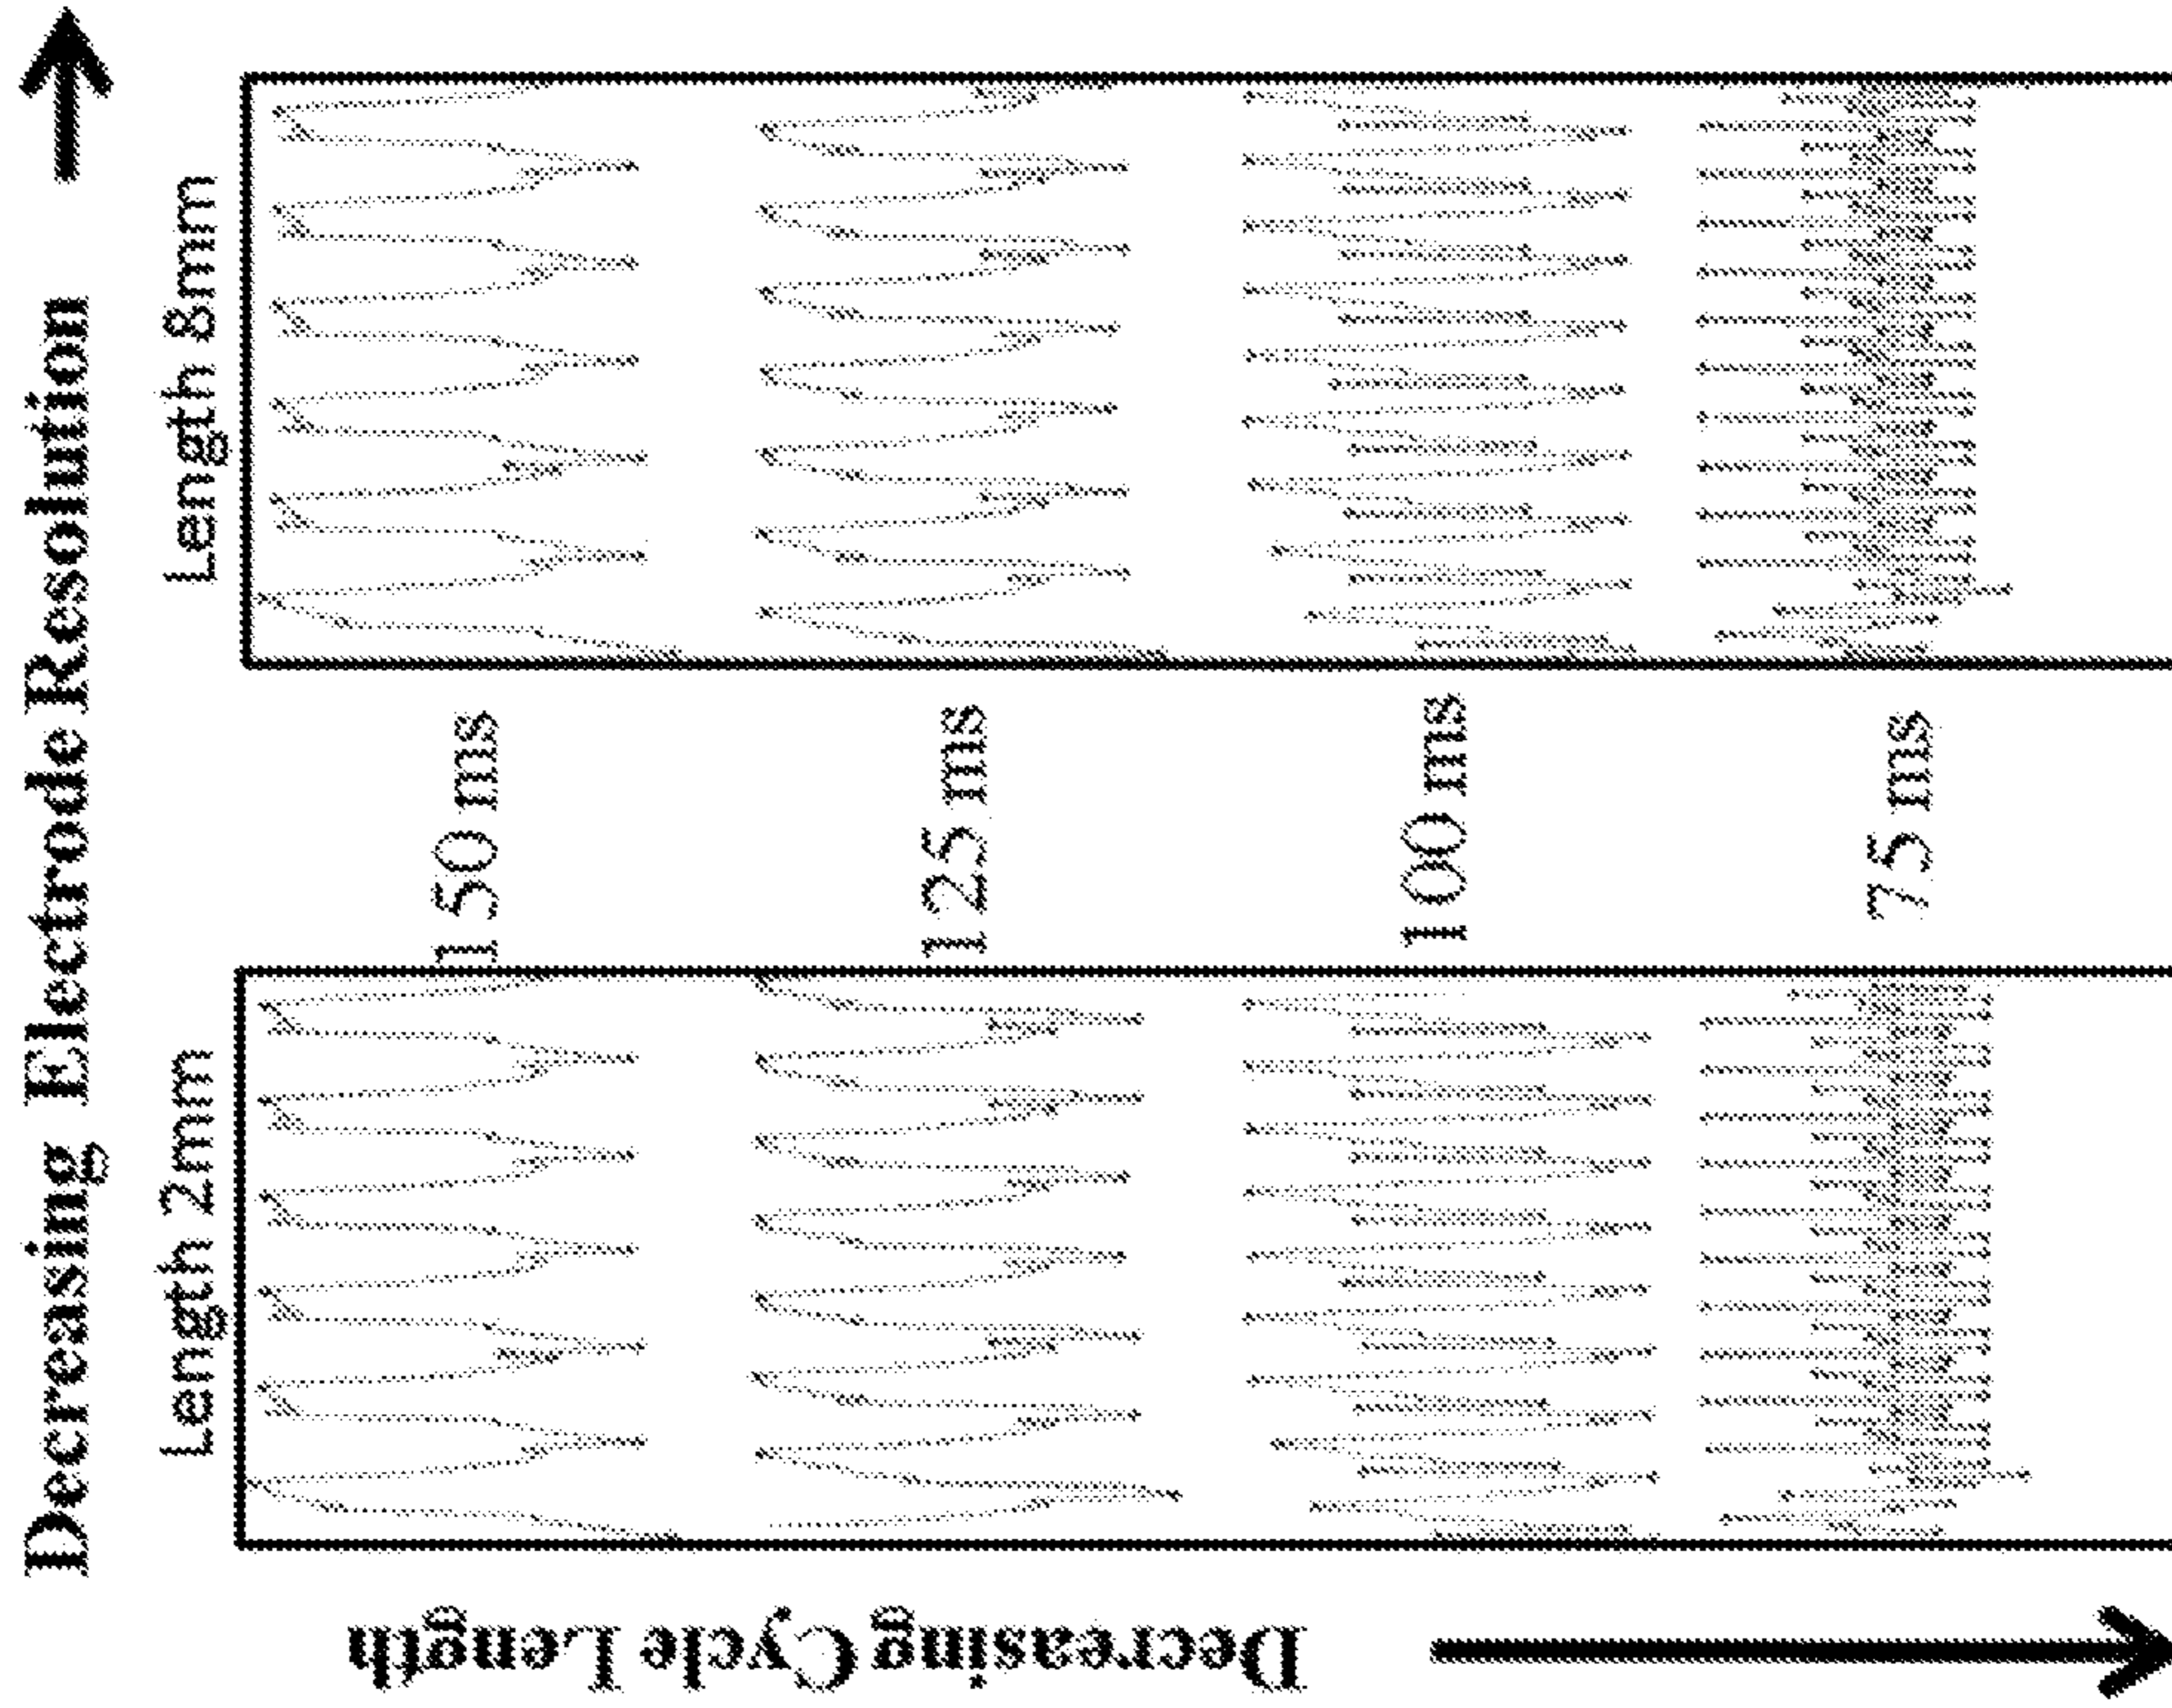 Decreasing Electrode Resolution
Length 2mm
Length 8mm
Decreasing Cycle Length
150 ms
125 ms
100 ms
75 ms